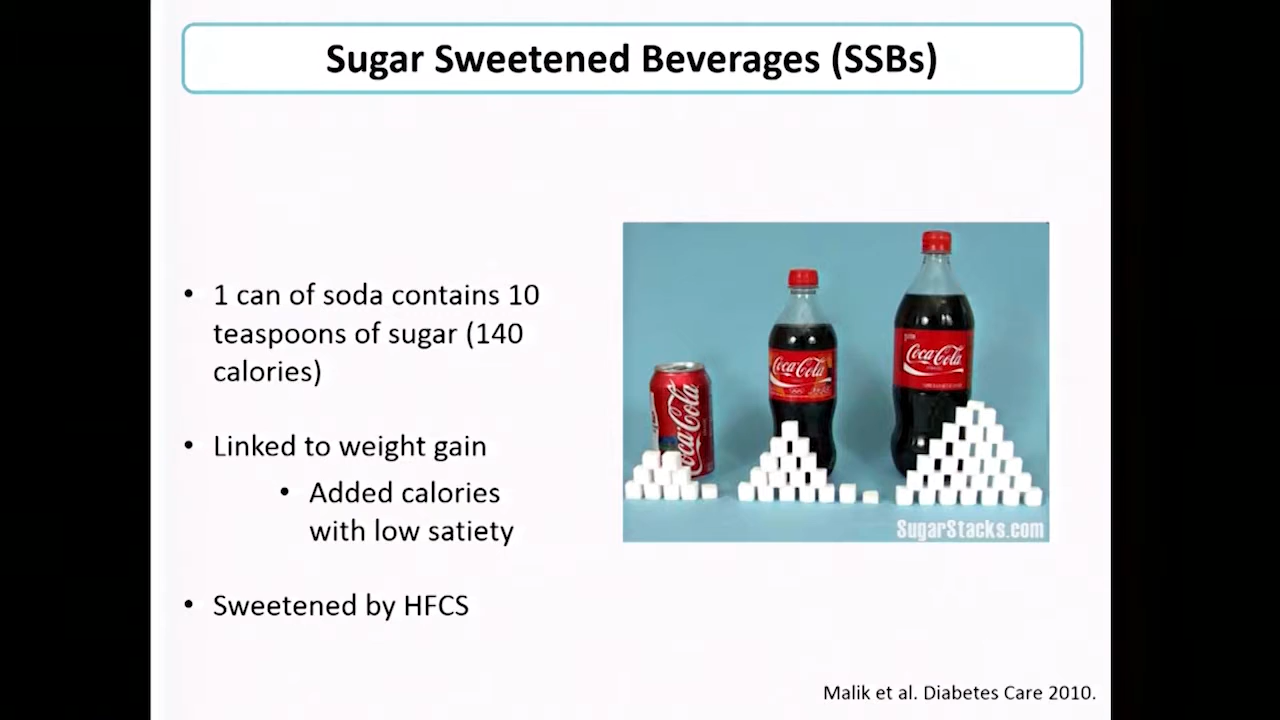 Sugar Sweetened Beverages (SSBs)
• 1 can of soda contains 10
teaspoons of sugar (140
calories)
• Linked to weight gain
• Added calories
with low satiety
• Sweetened by HFCS
Coca-Cola
Coca-Cola
Coca-Cola
SugarStacks.com
Malik et al. Diabetes Care 2010.